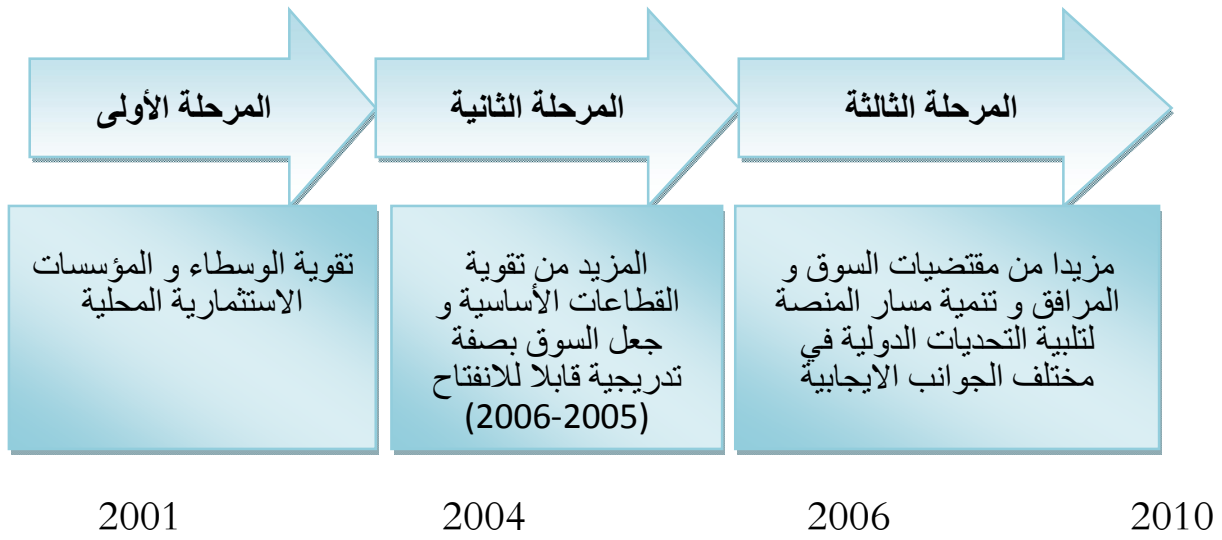 المرحلة الأولى
المرحلة الثانية
المرحلة الثالثة
تقوية الوسطاء و المؤسسات
الاستثمارية المحلية
المزيد من تقوية
القطاعات الأساسية و
جعل السوق بصفة
تدريجية قابلا للانفتاح
(2005-2006)
مزيدا من مقتضيات السوق و
المرافق و تنمية مسار المنصة
لتلبية التحديات الدولية في
مختلف الجوانب الايجابية
2001
2004
2006
2010